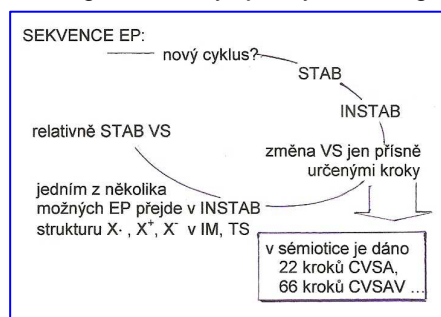 SEKVENCE EP:
nový cyklus?
STAB
INSTAB
relativně STAB VS
změna VS jen přísně
určenými kroky
jedním z několika
možných EP přejde v INSTAB
strukturu X· , X⁺, X⁻ v IM, TS
v sémiotice je dáno
22 kroků CVSA,
66 kroků CVSAV ...